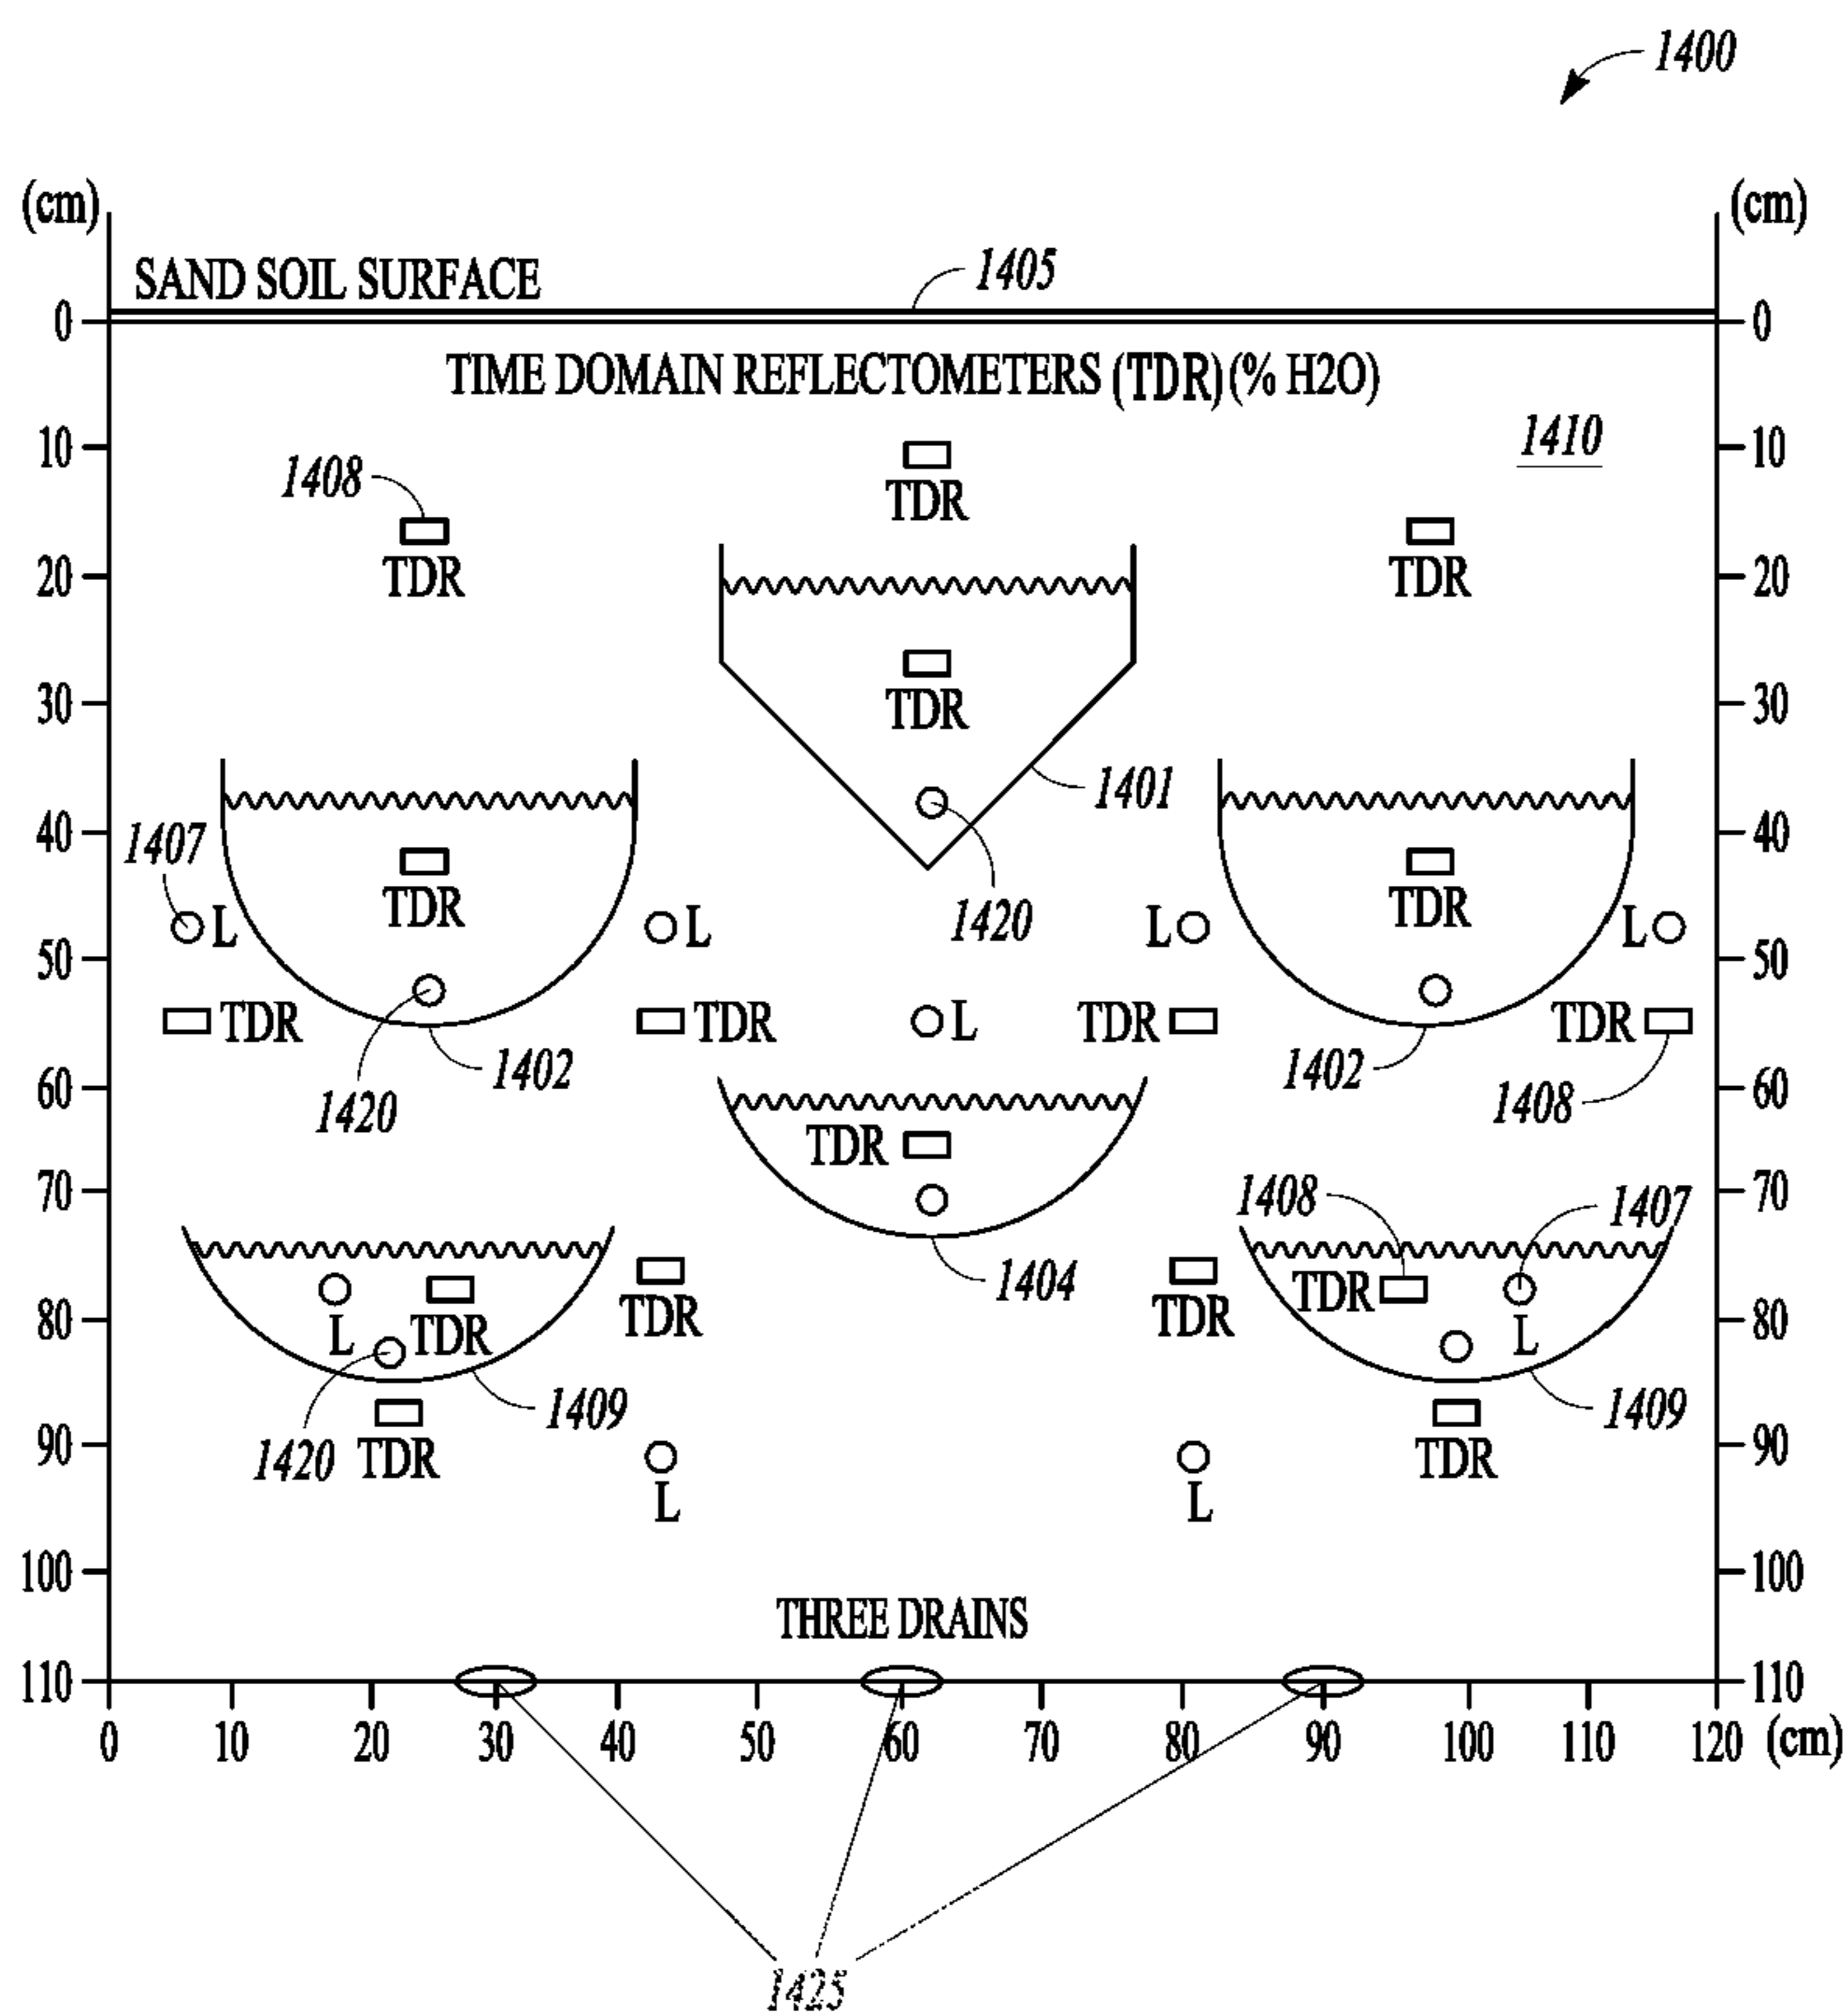 1400
(cm) (cm)
SAND SOIL SURFACE 1405
0 0
TIME DOMAIN REFLECTOMETERS (TDR) (% H2O)
10 1410 10
1408 TDR
TDR TDR
20 20
30 TDR 30
1401
40 1407 40
TDR 1420 TDR
L L L L
50 50
TDR TDR L TDR TDR
1402 1402
60 1420 1408 60
TDR
70 1408 1407 70
1404
TDR TDR TDR
80 L TDR L 80
1409 1409
90 1420 TDR TDR 90
L L
100 100
THREE DRAINS
110 110
0 10 20 30 40 50 60 70 80 90 100 110 120 (cm)
1425